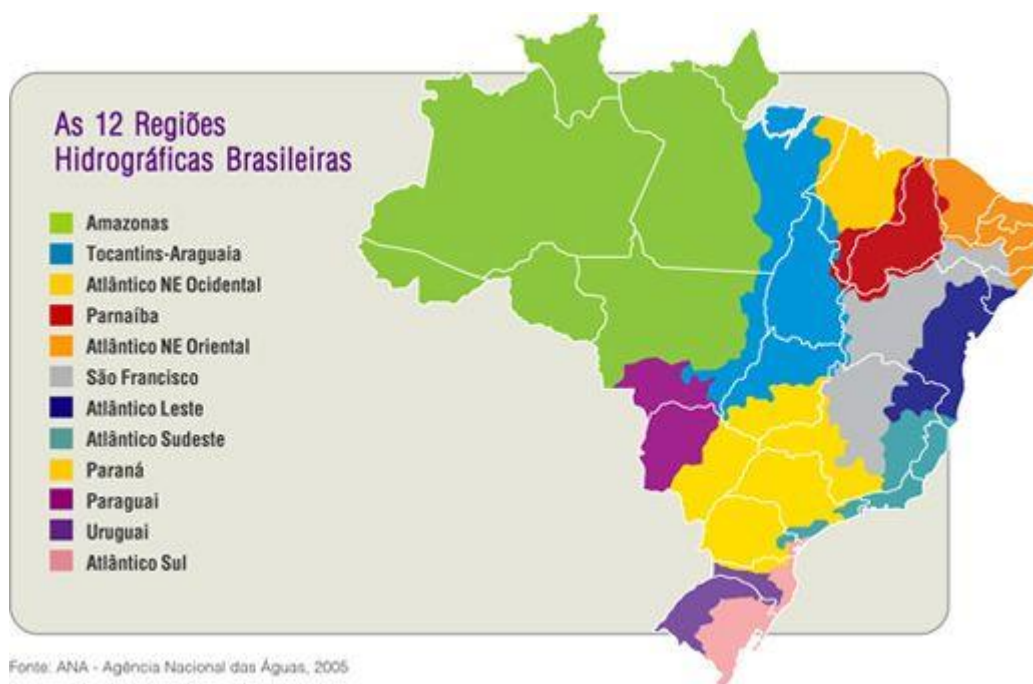 As 12 Regiões
Hidrográficas Brasileiras
Amazonas
Tocantins-Araguaia
Atlântico NE Ocidental
Parnaíba
Atlântico NE Oriental
São Francisco
Atlântico Leste
Atlântico Sudeste
Paraná
Paraguai
Uruguai
Atlântico Sul
Fonte: ANA - Agência Nacional das Águas, 2005